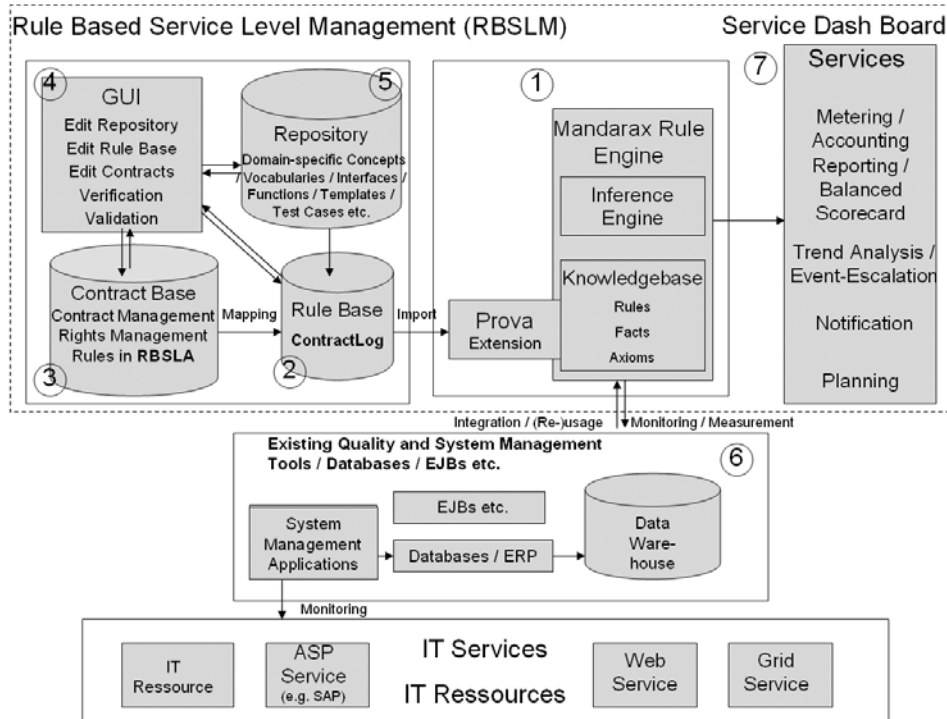 Rule Based Service Level Management (RBSLM)
Service Dash Board
4
GUI
Edit Repository
Edit Rule Base
Edit Contracts
Verification
Validation
5
Repository
Domain-specific Concepts
/ Vocabularies / Interfaces /
Functions / Templates /
Test Cases etc.
Contract Base
Contract Management
Rights Management
Rules in RBSLA
3
Mapping
Rule Base
ContractLog
2
Import
1
Mandarax Rule
Engine
Inference
Engine
Knowledgebase
Rules
Facts
Axioms
Prova
Extension
7
Services
Metering /
Accounting
Reporting /
Balanced
Scorecard
Trend Analysis /
Event-Escalation
Notification
Planning
Integration / (Re-)usage
Monitoring / Measurement
Existing Quality and System Management
Tools / Databases / EJBs etc.
6
System
Management
Applications
EJBs etc.
Databases / ERP
Data
Ware-
house
Monitoring
IT Services
IT Ressources
IT
Ressource
ASP
Service
(e.g. SAP)
Web
Service
Grid
Service